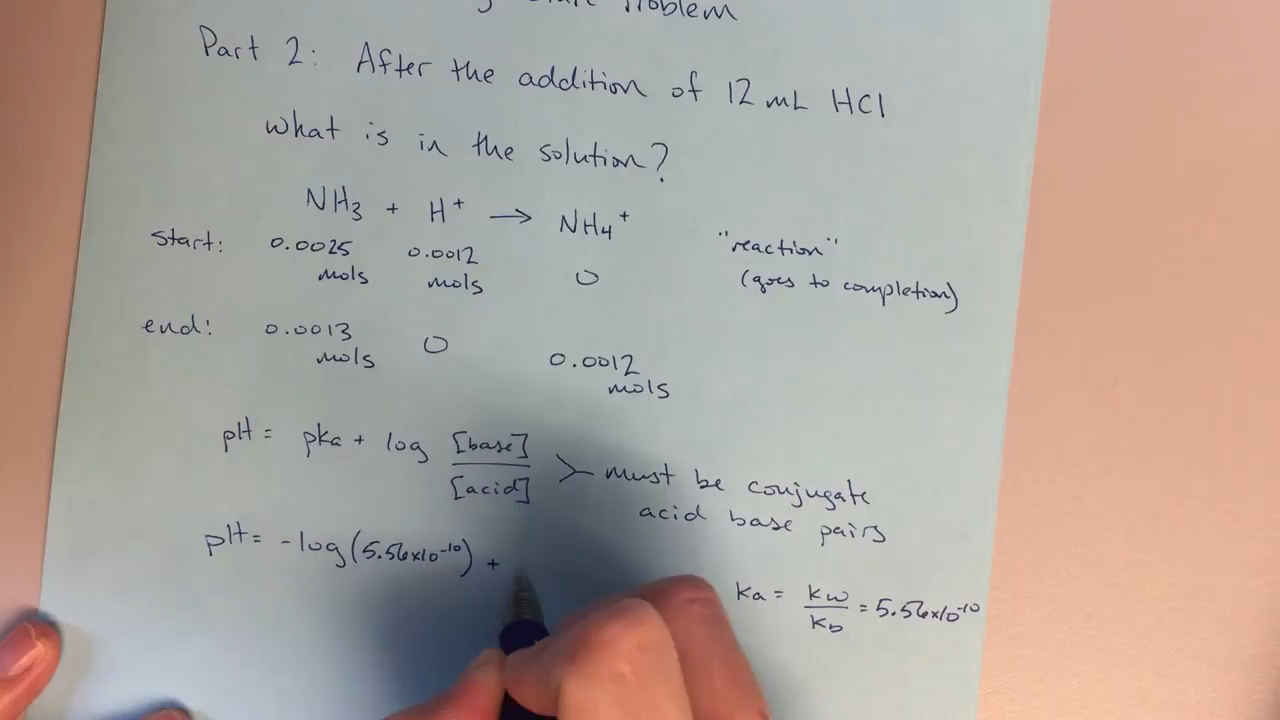 Problem
Part 2: After the addition of 12 mL HCl
What is in the solution?
NH3 + H+ → NH4+
start: 0.0025 mols 0.0012 mols 0
"reaction"
(goes to completion)
end: 0.0013 mols 0 0.0012 mols
pH = pka + log [base]/[acid]
must be conjugate
acid base pairs
pH = -log(5.56x10-10) +
ka = kw/kb = 5.56x10-10